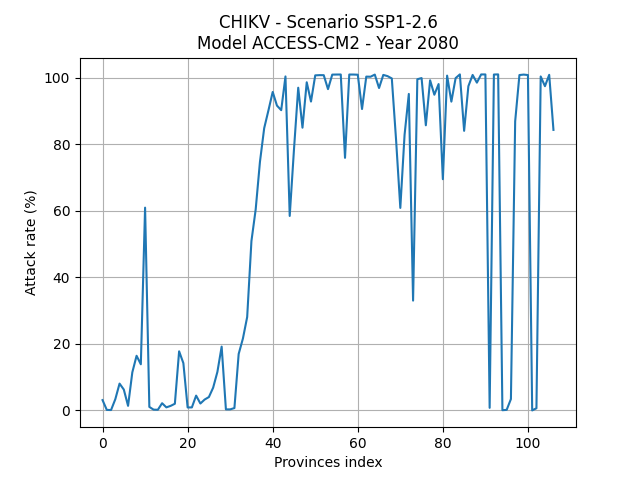 CHIKV - Scenario SSP1-2.6
Model ACCESS-CM2 - Year 2080
100
80
60
40
20
0
Attack rate (%)
0 20 40 60 80 100
Provinces index